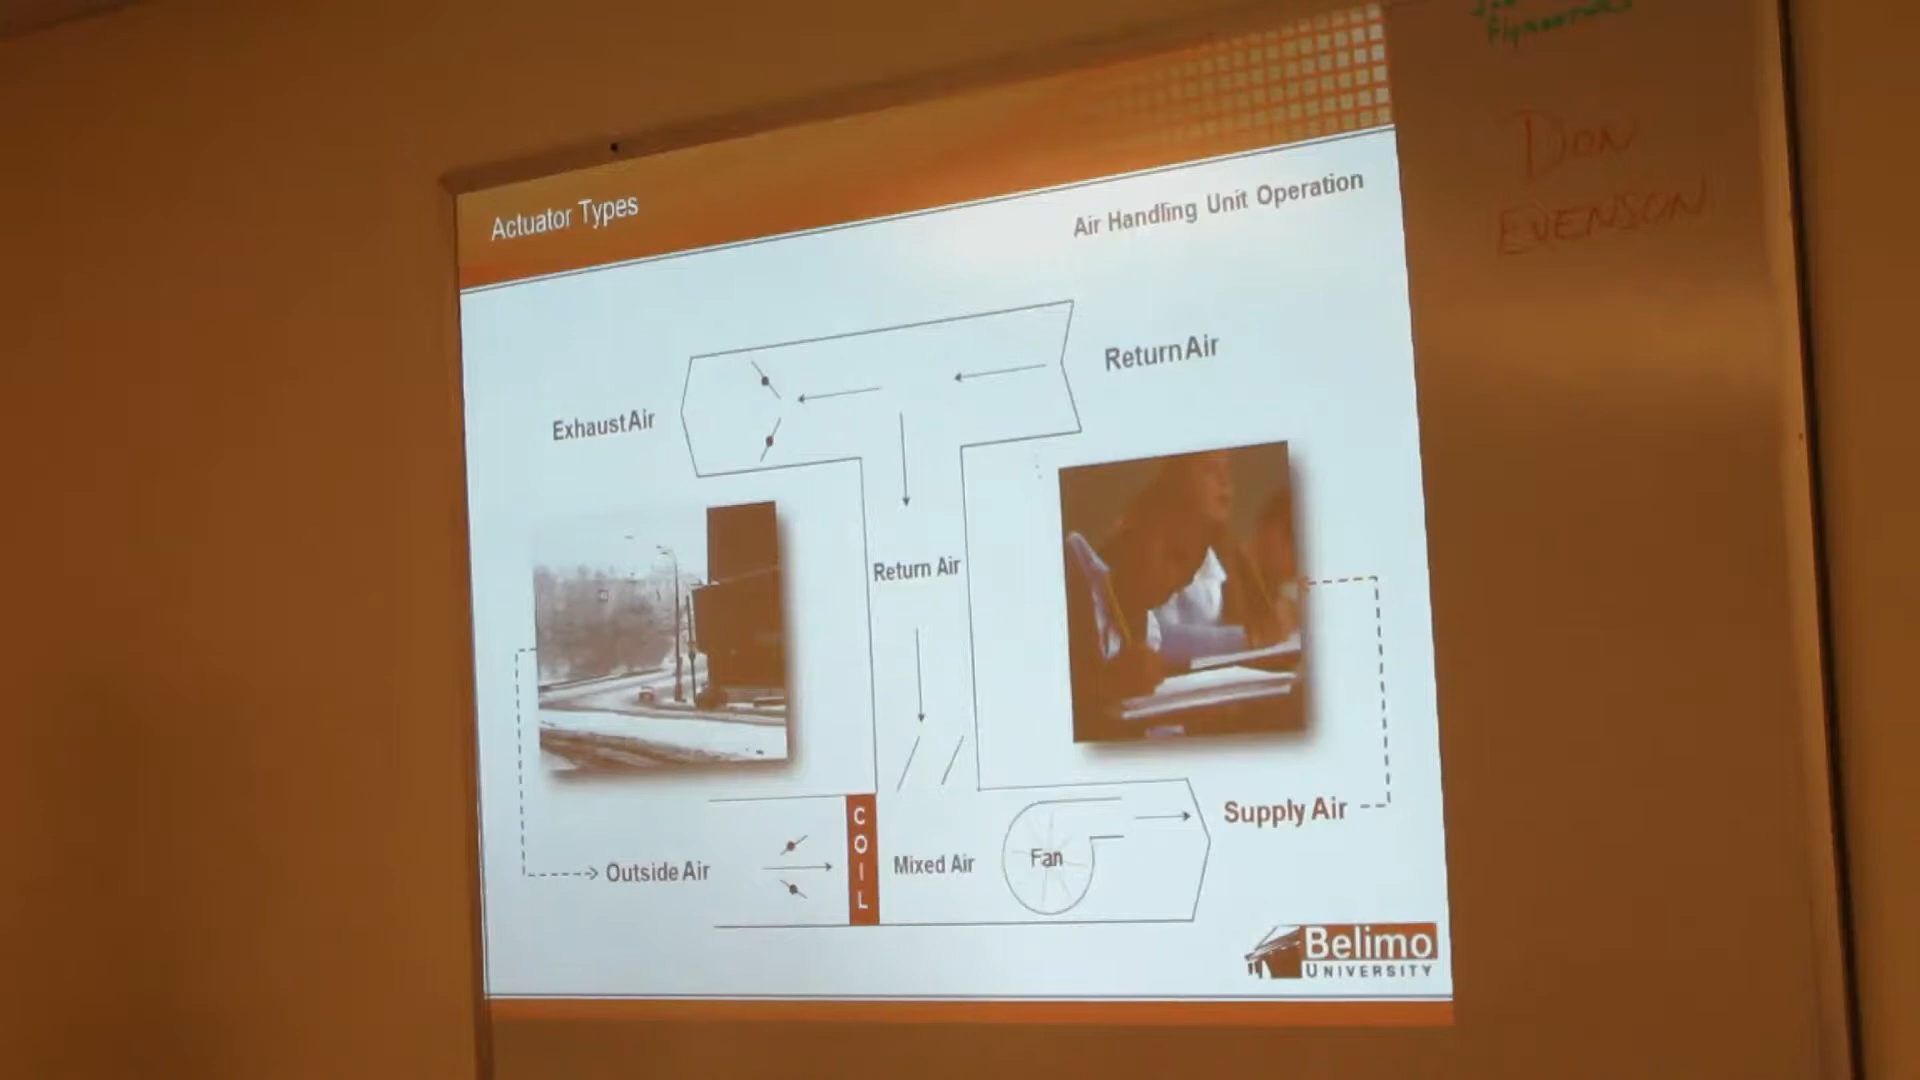 Flynonomics
DON
EVENSON
Actuator Types
Air Handling Unit Operation
Return Air
Exhaust Air
Return Air
COIL
Supply Air
Outside Air
Mixed Air
Fan
Belimo
UNIVERSITY